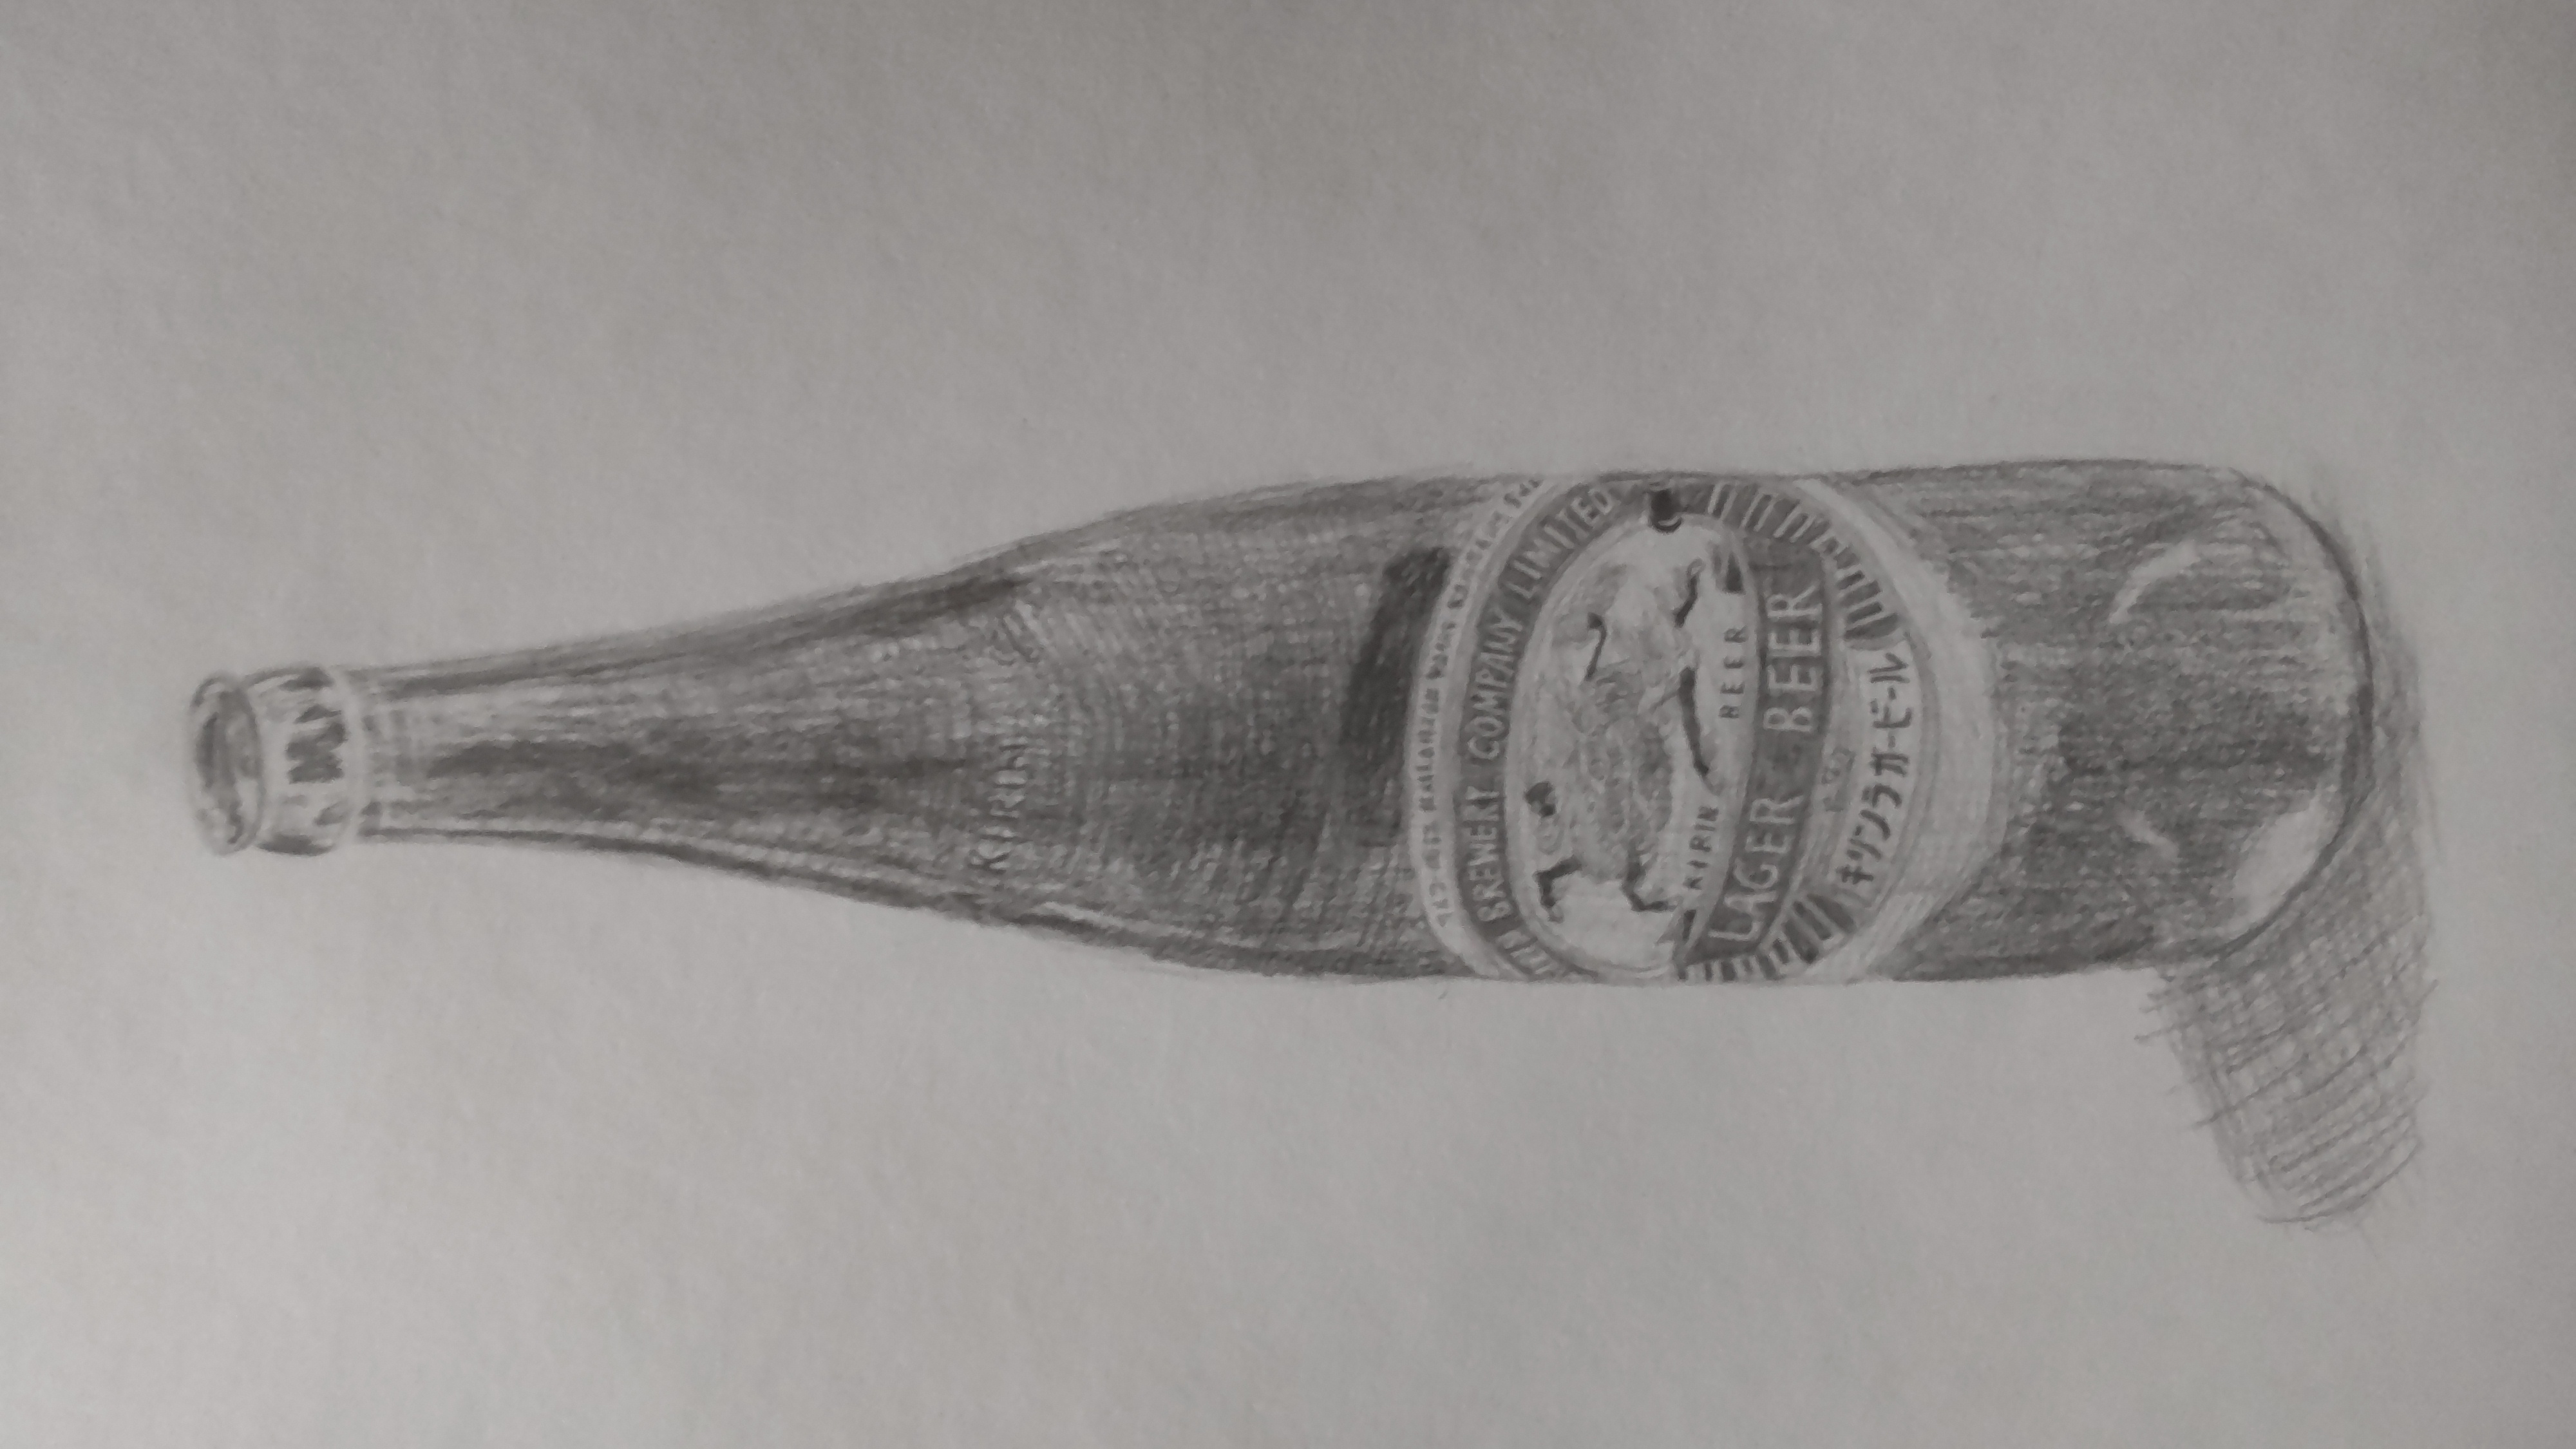 KIRIN
BREWERY COMPANY LIMITED
KIRIN BEER
LAGER BEER
キリンラガービール